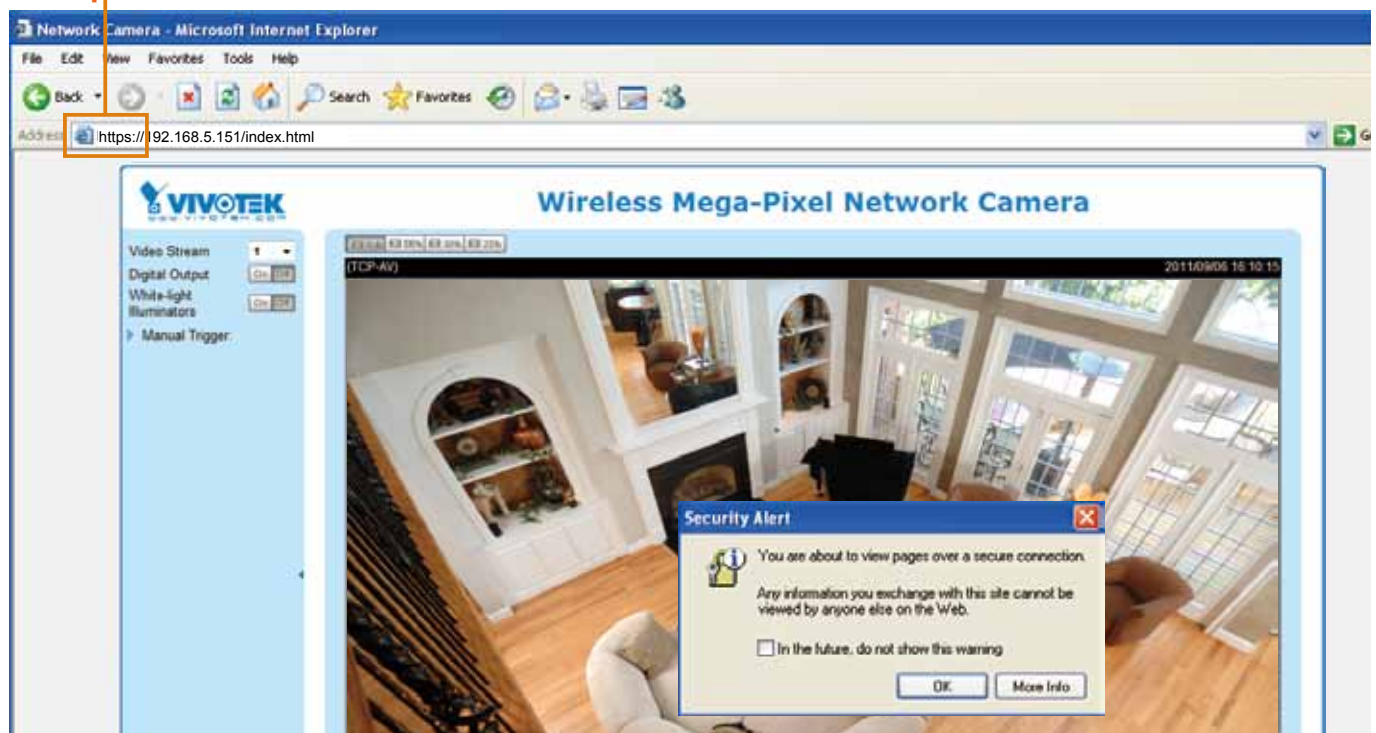 Network Camera - Microsoft Internet Explorer
File Edit View Favorites Tools Help
Back Search Favorites
Address https://192.168.5.151/index.html
VIVOTEK
www.vivotek.com
Wireless Mega-Pixel Network Camera
Video Stream 1
Digital Output On Off
White-light
Illuminators On Off
Manual Trigger
(TCP-AV) 2011/09/06 16:10:15
Security Alert
You are about to view pages over a secure connection.
Any information you exchange with this site cannot be
viewed by anyone else on the Web.
In the future, do not show this warning
OK More Info